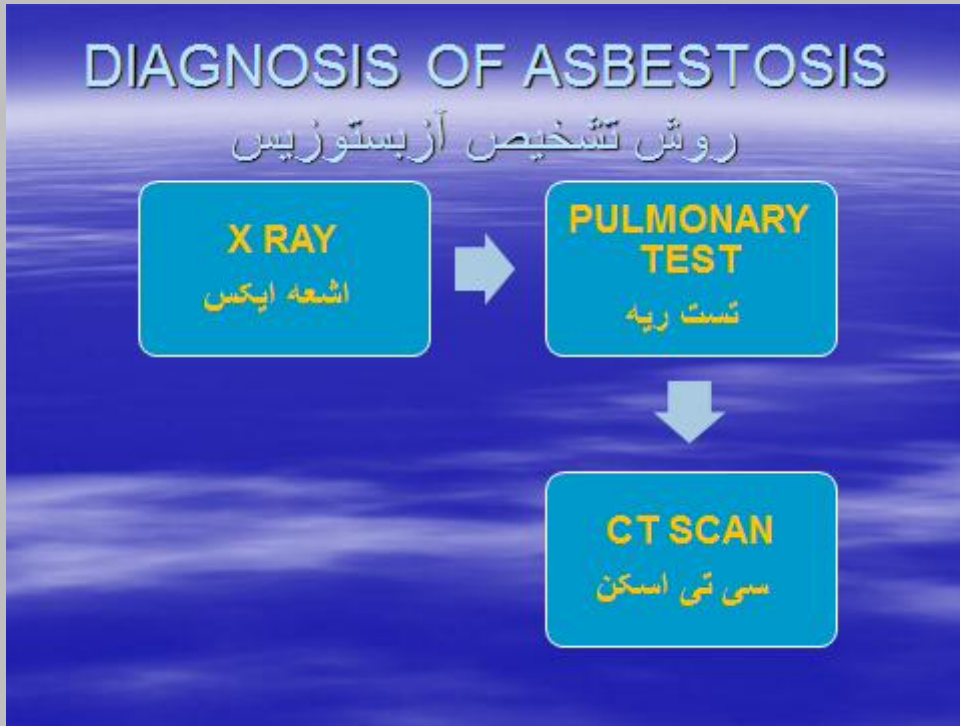 DIAGNOSIS OF ASBESTOSIS
روش تشخیص آزبستوزیس
X RAY
اشعه ایکس
PULMONARY
TEST
تست ریه
CT SCAN
سی تی اسکن